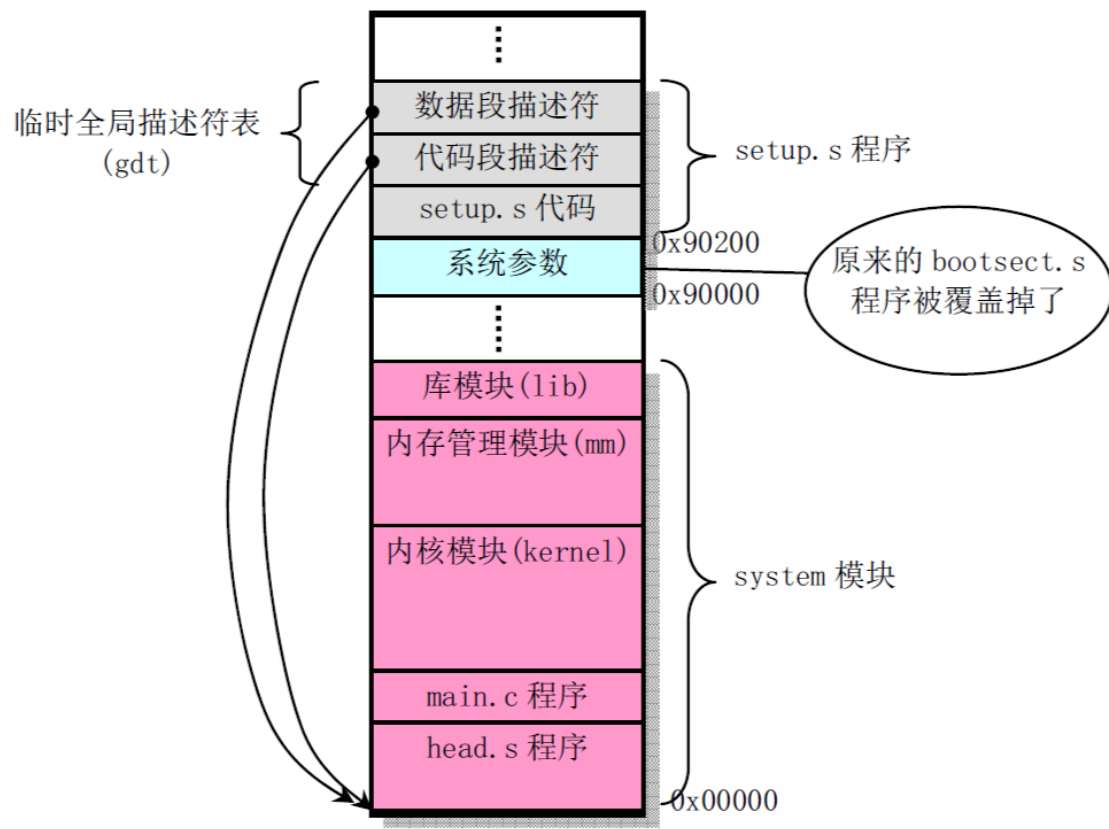 数据段描述符
临时全局描述符表
(gdt)
代码段描述符
setup.s 程序
setup.s 代码
0x90200
系统参数
原来的 bootsect.s
程序被覆盖掉了
0x90000
库模块(lib)
内存管理模块(mm)
内核模块(kernel)
system 模块
main.c 程序
head.s 程序
0x00000